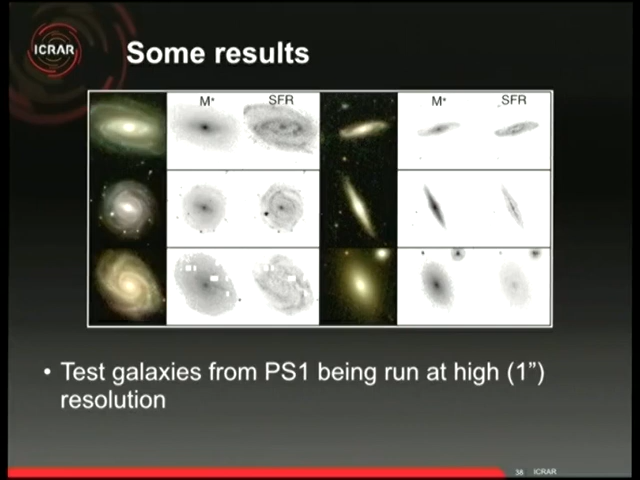 ICRAR
Some results
M* SFR M* SFR
• Test galaxies from PS1 being run at high (1”)
resolution
38 ICRAR